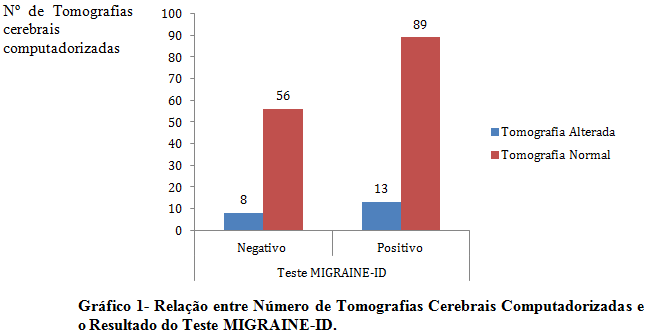 Nº de Tomografias
cerebrais
computadorizadas
100
90
80
70
60
50
40
30
20
10
0
8
56
13
89
Negativo
Positivo
Teste MIGRAINE-ID
Tomografia Alterada
Tomografia Normal
Gráfico 1- Relação entre Número de Tomografias Cerebrais Computadorizadas e
o Resultado do Teste MIGRAINE-ID.